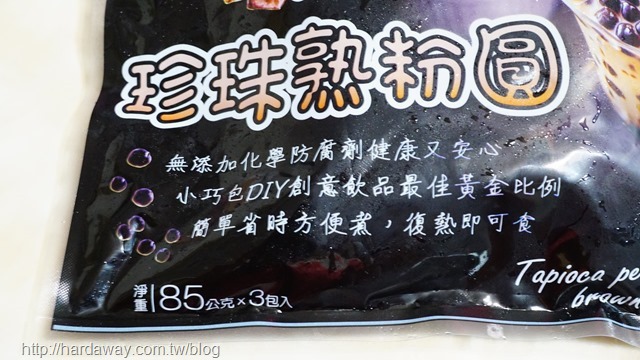 珍珠熟粉圓
無添加化學防腐劑健康又安心
小巧包DIY創意飲品最佳黃金比例
簡單省時方便煮，復熱即可食
淨重 85公克×3包入
Tapioca pe
brown
http://hardaway.com.tw/blog